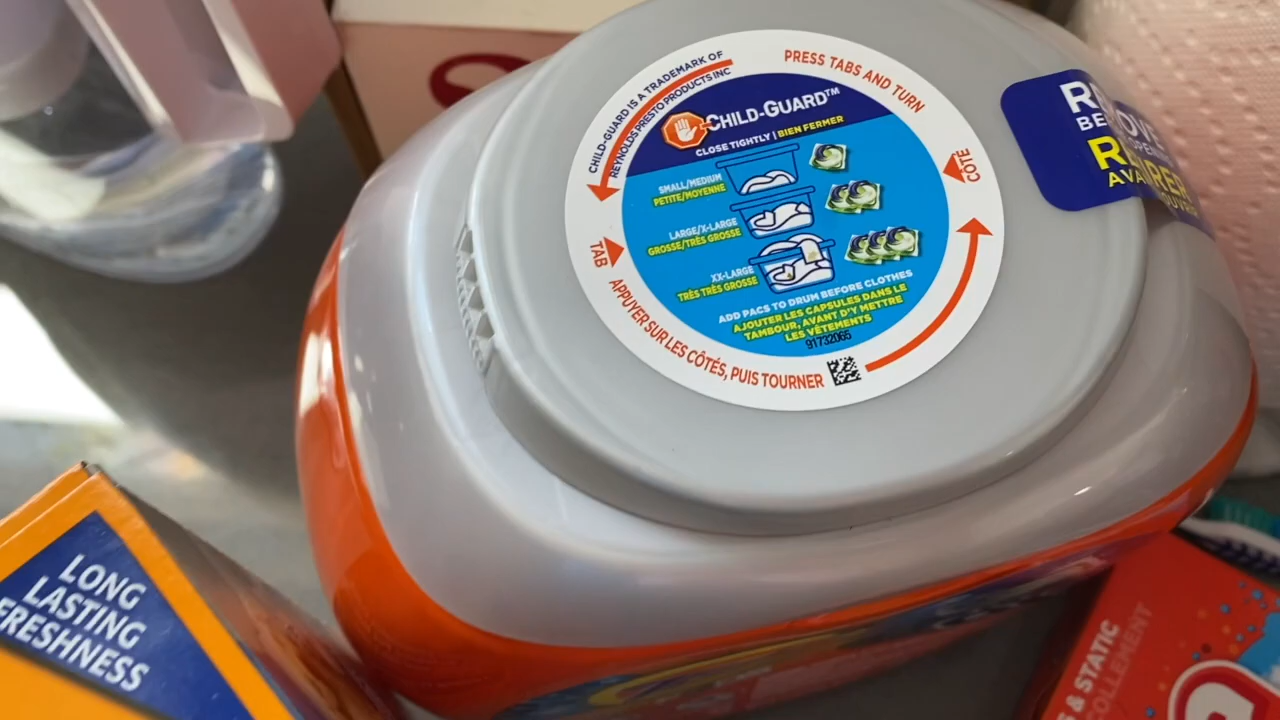 CHILD-GUARD IS A TRADEMARK OF
REYNOLDS PRESTO PRODUCTS INC
PRESS TABS AND TURN
CÔTÉ
TAB
APPUYER SUR LES CÔTÉS, PUIS TOURNER
CHILD-GUARD™
CLOSE TIGHTLY | BIEN FERMER
SMALL/MEDIUM
PETITE/MOYENNE
LARGE/X-LARGE
GROSSE/TRÈS GROSSE
XX-LARGE
TRÈS TRÈS GROSSE
ADD PACS TO DRUM BEFORE CLOTHES
AJOUTER LES CAPSULES DANS LE
TAMBOUR, AVANT D'Y METTRE
LES VÊTEMENTS
91732065
LONG
LASTING
FRESHNESS
& STATIC